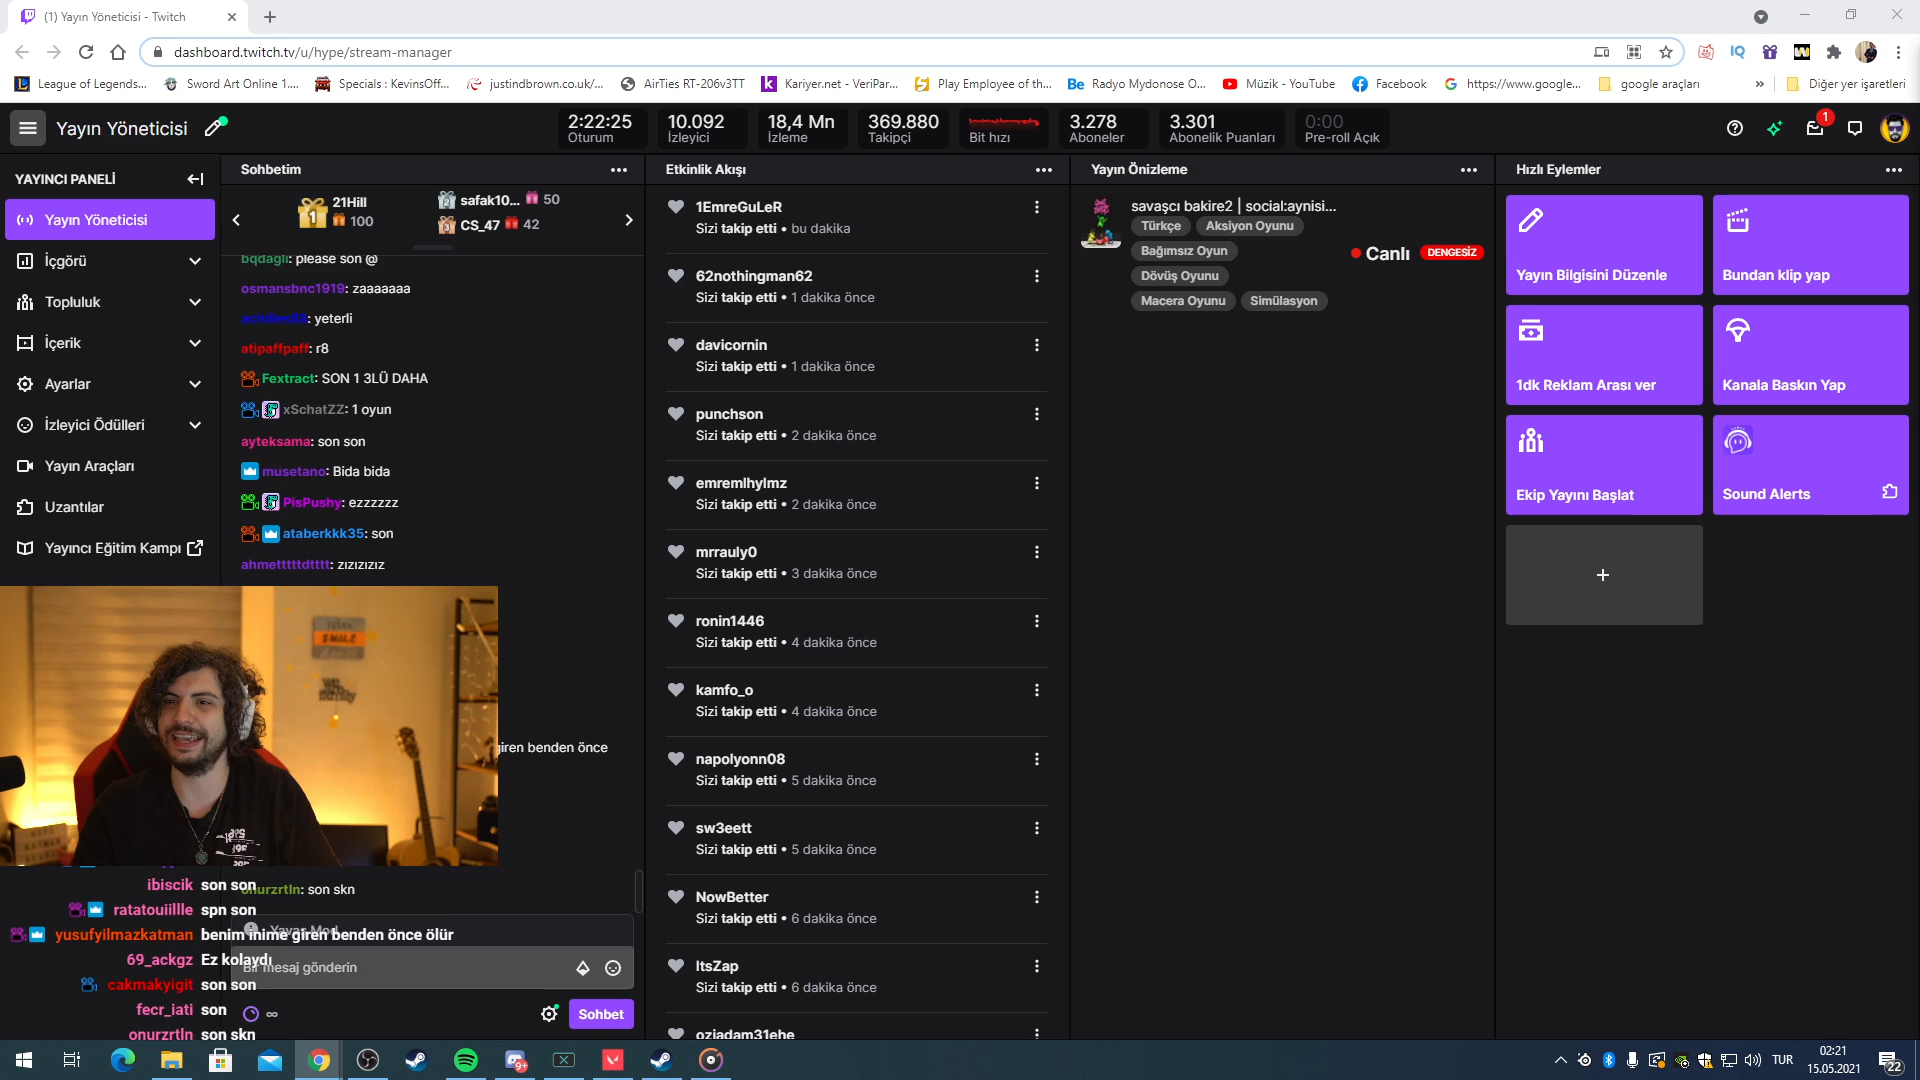 (1) Yayın Yöneticisi - Twitch
dashboard.twitch.tv/u/hype/stream-manager
League of Legends...
Sword Art Online 1....
Specials : KevinsOff...
justindbrown.co.uk/...
AirTies RT-206v3TT
Kariyer.net - VeriPar...
Play Employee of th...
Radyo Mydonose O...
Müzik - YouTube
Facebook
https://www.google...
google araçları
»
Diğer yer işaretleri
Yayın Yöneticisi
2:22:25
Oturum
10.092
İzleyici
18,4 Mn
İzleme
369.880
Takipçi
Bit hızı
3.278
Aboneler
3.301
Abonelik Puanları
0:00
Pre-roll Açık
1
YAYINCI PANELİ
Yayın Yöneticisi
İçgörü
Topluluk
İçerik
Ayarlar
İzleyici Ödülleri
Yayın Araçları
Uzantılar
Yayıncı Eğitim Kampı
Sohbetim
1
21Hill
100
2
safak10... 50
3
CS_47 42
bqdagli: please son @
osmansbnc1919: zaaaaaaa
: yeterli
atipaffpaff: r8
Fextract: SON 1 3LÜ DAHA
xSchatZZ: 1 oyun
ayteksama: son son
musetano: Bida bida
PisPushy: ezzzzzz
ataberkkk35: son
ahmetttttdtttt: zızızızız
giren benden önce
onurzrtln: son skn
Yavaş Mod
Bir mesaj gönderin
∞
Sohbet
SMILE
ibiscik son son
ratatouiillle spn son
yusufyilmazkatman benim inime giren benden önce ölür
69_ackgz Ez kolaydı
cakmakyigit son son
fecr_iati son
onurzrtln son skn
Etkinlik Akışı
1EmreGuLeR
Sizi takip etti • bu dakika
62nothingman62
Sizi takip etti • 1 dakika önce
davicornin
Sizi takip etti • 1 dakika önce
punchson
Sizi takip etti • 2 dakika önce
emremlhylmz
Sizi takip etti • 2 dakika önce
mrrauly0
Sizi takip etti • 3 dakika önce
ronin1446
Sizi takip etti • 4 dakika önce
kamfo_o
Sizi takip etti • 4 dakika önce
napolyonn08
Sizi takip etti • 5 dakika önce
sw3eett
Sizi takip etti • 5 dakika önce
NowBetter
Sizi takip etti • 6 dakika önce
ItsZap
Sizi takip etti • 6 dakika önce
oziadam31ehe
Yayın Önizleme
savaşcı bakire2 | social:aynisi...
Türkçe
Aksiyon Oyunu
Bağımsız Oyun
Dövüş Oyunu
Macera Oyunu
Simülasyon
Canlı
DENGESİZ
Hızlı Eylemler
Yayın Bilgisini Düzenle
Bundan klip yap
1dk Reklam Arası ver
Kanala Baskın Yap
Ekip Yayını Başlat
Sound Alerts
+
9+
TUR
02:21
15.05.2021
22